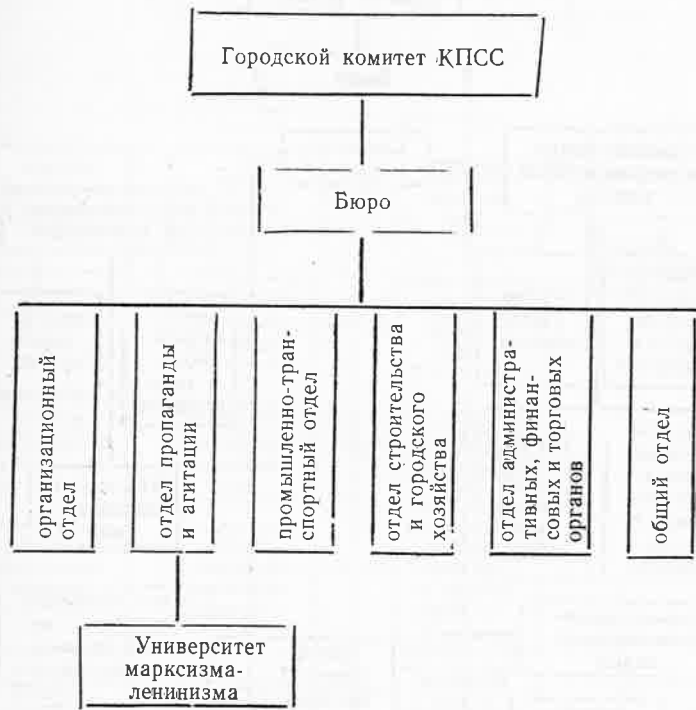 Городской комитет КПСС
Бюро
организационный
отдел
отдел пропаганды
и агитации
промышленно-тран-
спортный отдел
отдел строительства
и городского
хозяйства
отдел администра-
тивных, финан-
совых и торговых
органов
общий отдел
Университет
марксизма-
ленинизма